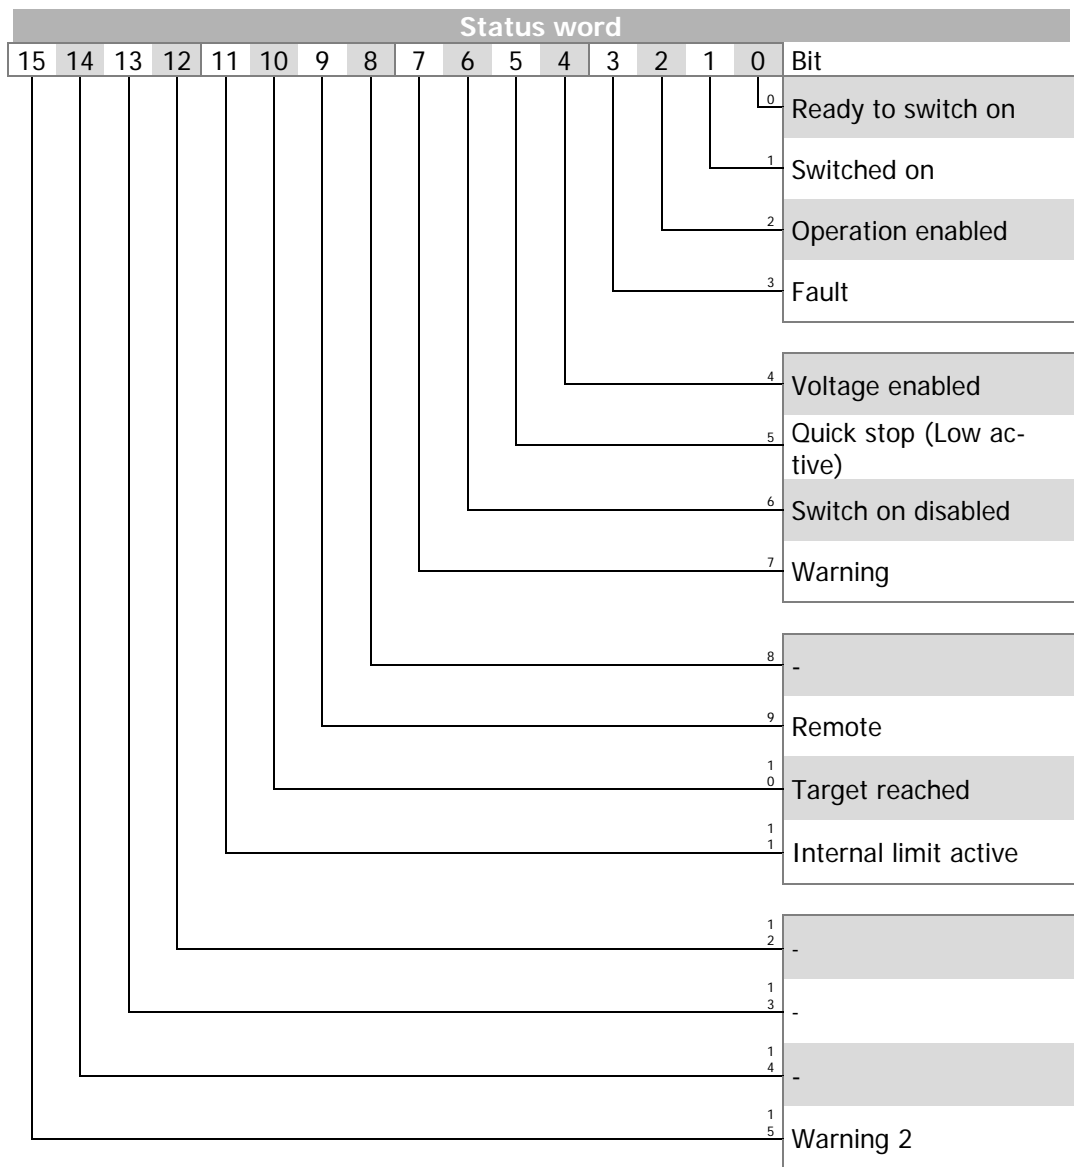 Status word
15 14 13 12 11 10 9 8 7 6 5 4 3 2 1 0 Bit
0 Ready to switch on
1 Switched on
2 Operation enabled
3 Fault
4 Voltage enabled
5 Quick stop (Low ac-
tive)
6 Switch on disabled
7 Warning
8 -
9 Remote
1
0 Target reached
1
1 Internal limit active
1
2 -
1
3 -
1
4 -
1
5 Warning 2